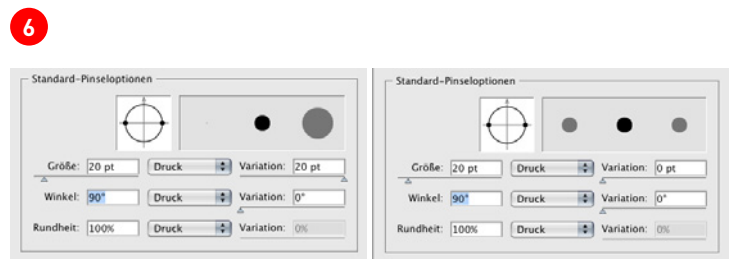 6
Standard-Pinseloptionen
Größe: 20 pt Druck Variation: 20 pt
Winkel: 90° Druck Variation: 0°
Rundheit: 100% Druck Variation: 0%
Standard-Pinseloptionen
Größe: 20 pt Druck Variation: 0 pt
Winkel: 90° Druck Variation: 0°
Rundheit: 100% Druck Variation: 0%